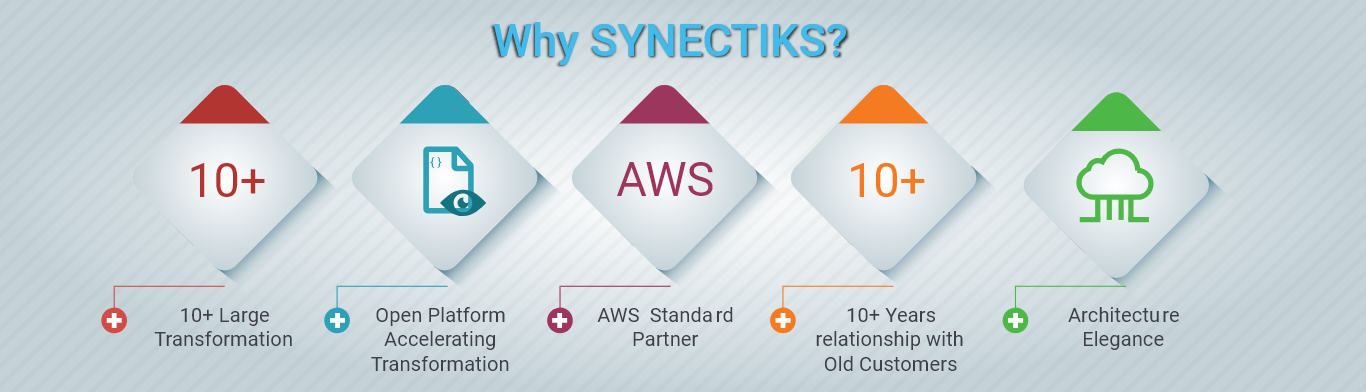 Why SYNECTIKS?
10+
{}
AWS
10+
10+ Large
Transformation
Open Platform
Accelerating
Transformation
AWS Standard
Partner
10+ Years
relationship with
Old Customers
Architecture
Elegance